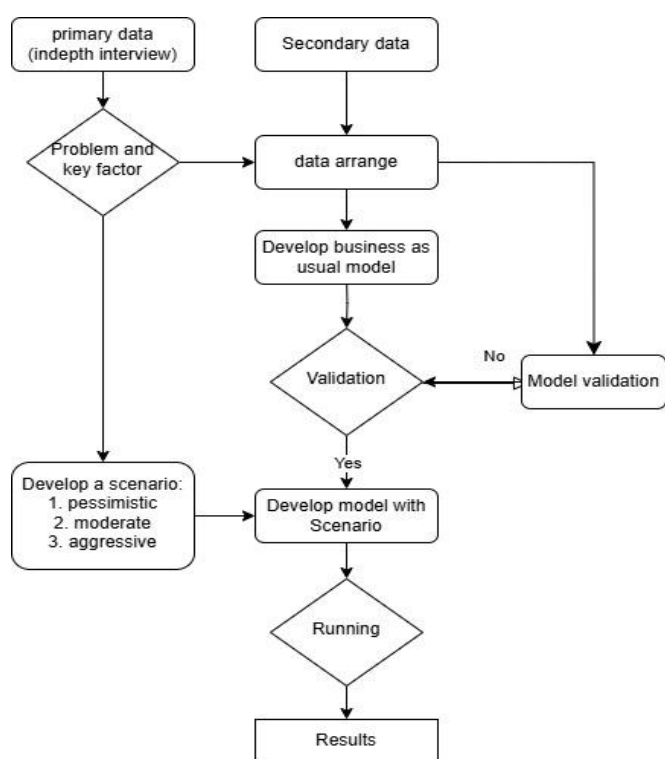 primary data
(indepth interview)
Secondary data
Problem and
key factor
data arrange
Develop business as
usual model
Validation
No
Model validation
Yes
Develop a scenario:
1. pessimistic
2. moderate
3. aggressive
Develop model with
Scenario
Running
Results